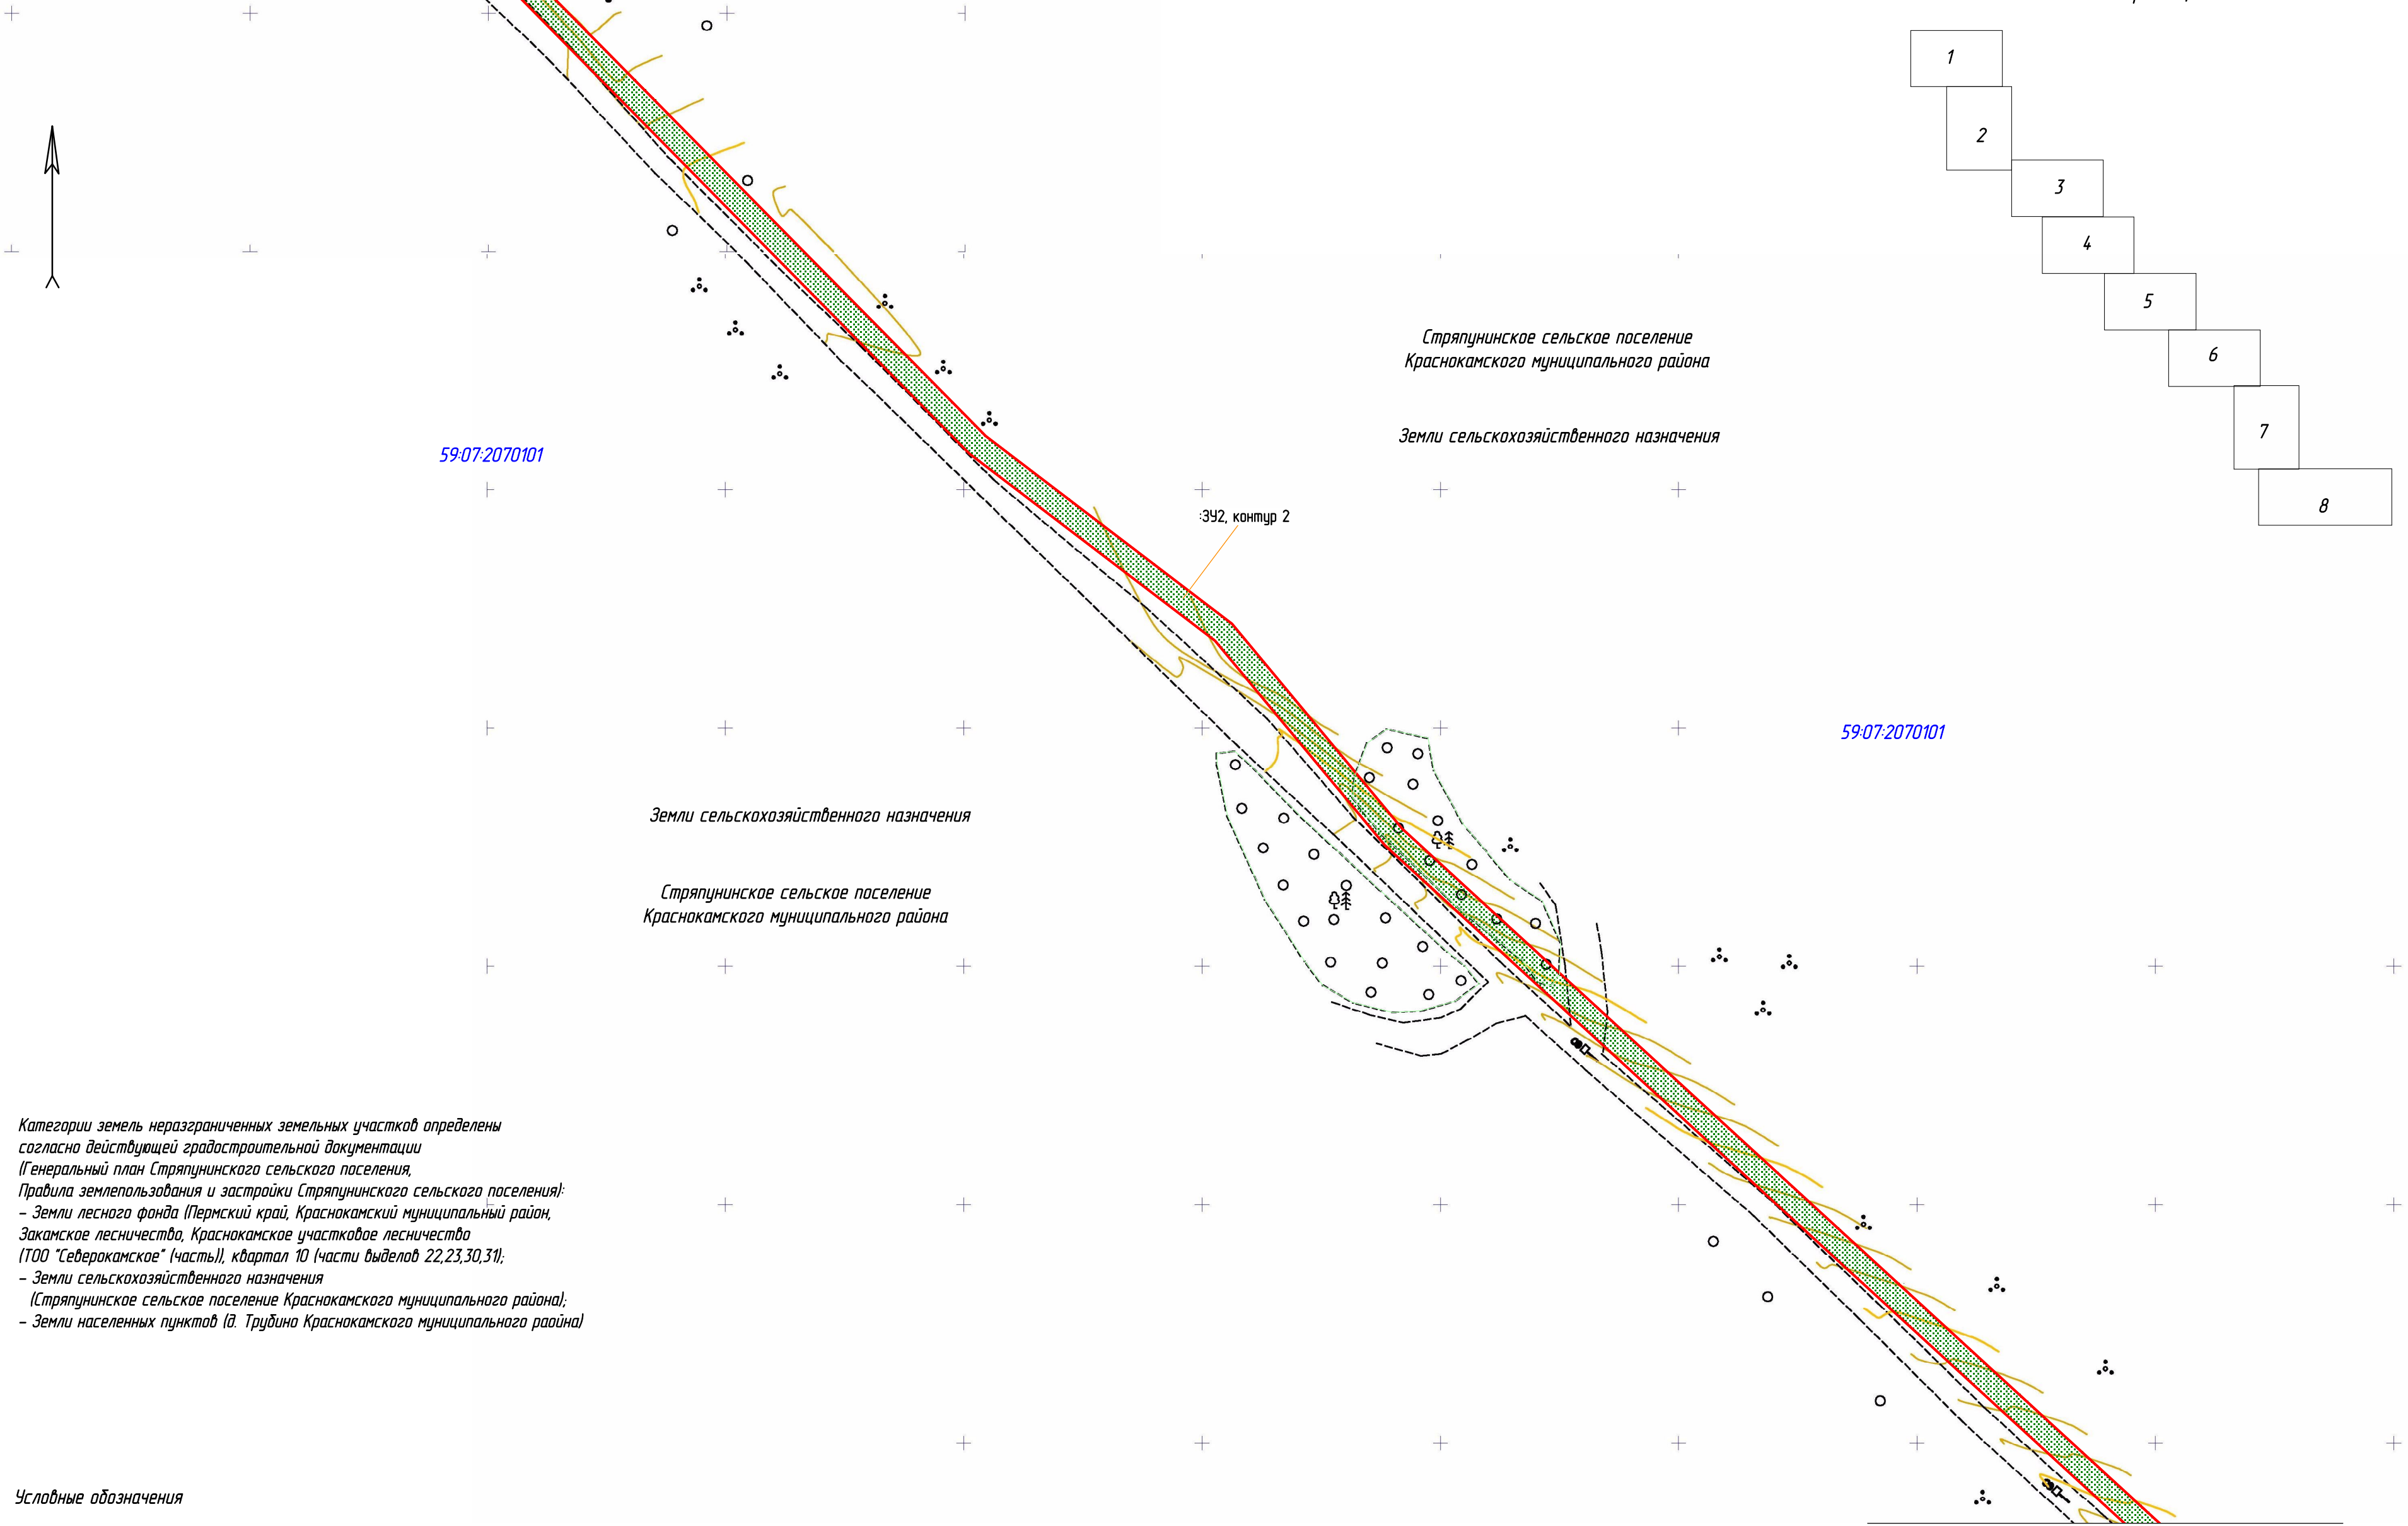 1
2
3
4
5
6
7
8
Стряпунинское сельское поселение
Краснокамского муниципального района
Земли сельскохозяйственного назначения
59:07:2070101
:ЗУ2, контур 2
59:07:2070101
Земли сельскохозяйственного назначения
Стряпунинское сельское поселение
Краснокамского муниципального района
Категории земель неразграниченных земельных участков определены
согласно действующей градостроительной документации
(Генеральный план Стряпунинского сельского поселения,
Правила землепользования и застройки Стряпунинского сельского поселения):
- Земли лесного фонда (Пермский край, Краснокамский муниципальный район,
Закамское лесничество, Краснокамское участковое лесничество
(ТОО "Северокамское" (часть)), квартал 10 (части выделов 22,23,30,31);
- Земли сельскохозяйственного назначения
(Стряпунинское сельское поселение Краснокамского муниципального района);
- Земли населенных пунктов (д. Трубино Краснокамского муниципального района)
Условные обозначения